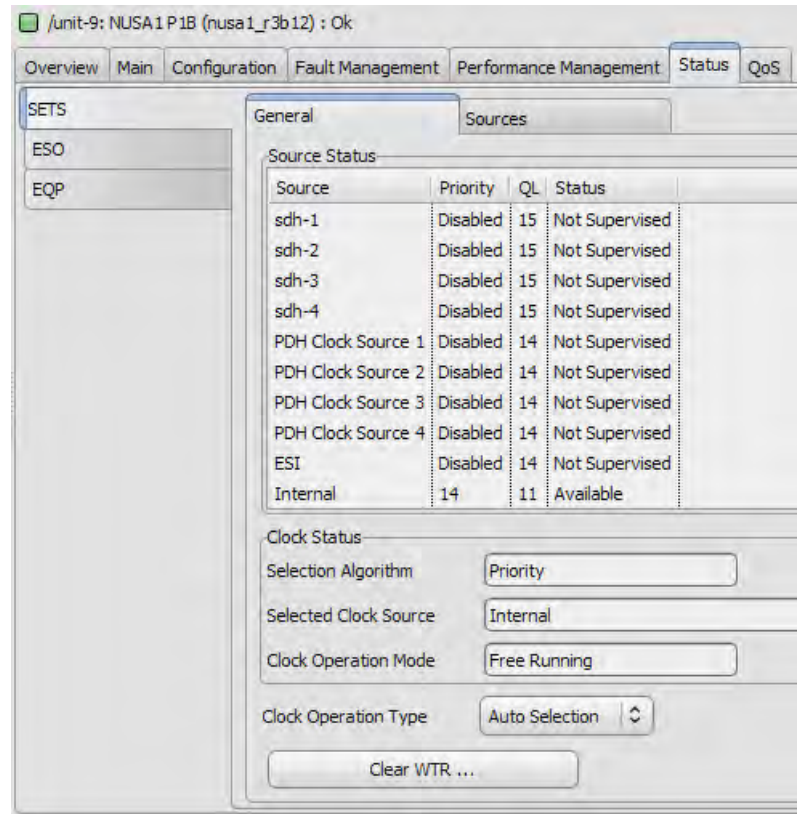 /unit-9: NUSA1 P1B (nusa1_r3b12) : Ok
Overview Main Configuration Fault Management Performance Management Status QoS
SETS
ESO
EQP
General Sources
Source Status
Source Priority QL Status
sdh-1 Disabled 15 Not Supervised
sdh-2 Disabled 15 Not Supervised
sdh-3 Disabled 15 Not Supervised
sdh-4 Disabled 15 Not Supervised
PDH Clock Source 1 Disabled 14 Not Supervised
PDH Clock Source 2 Disabled 14 Not Supervised
PDH Clock Source 3 Disabled 14 Not Supervised
PDH Clock Source 4 Disabled 14 Not Supervised
ESI Disabled 14 Not Supervised
Internal 14 11 Available
Clock Status
Selection Algorithm Priority
Selected Clock Source Internal
Clock Operation Mode Free Running
Clock Operation Type Auto Selection
Clear WTR ...